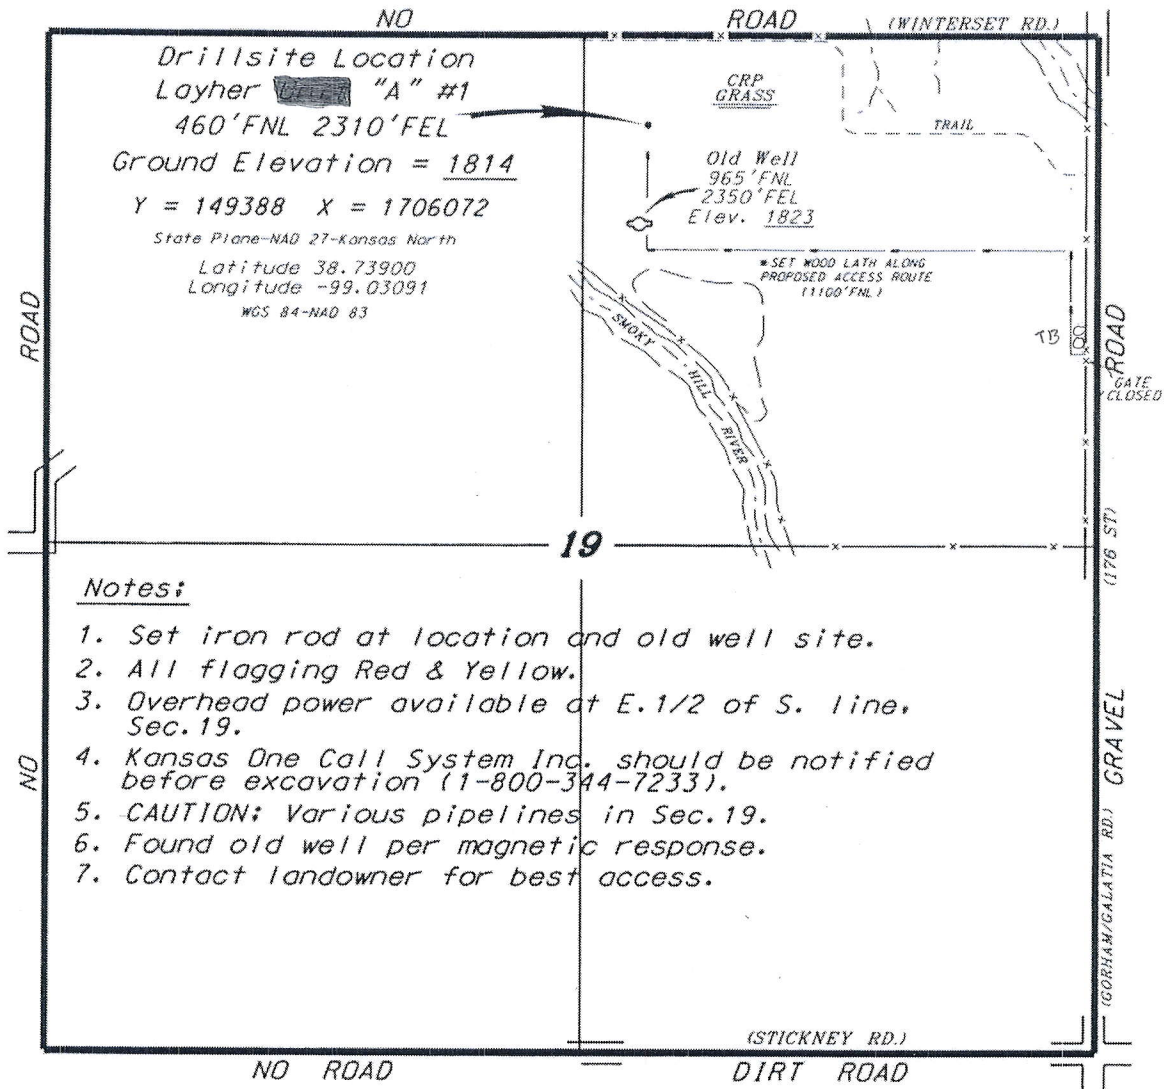 NO ROAD (WINTERSET RD.)
Drillsite Location
Layher "A" #1
460'FNL 2310'FEL
Ground Elevation = 1814
Y = 149388 X = 1706072
State Plane-NAD 27-Kansas North
Latitude 38.73900
Longitude -99.03091
WGS 84-NAD 83
CRP
GRASS
TRAIL
Old Well
965'FNL
2350'FEL
Elev. 1823
*SET WOOD LATH ALONG
PROPOSED ACCESS ROUTE
(1100'FNL)
SMOKY
HILL
RIVER
TB
GATE
CLOSED
ROAD
ROAD
(176 ST)
19
Notes:
1. Set iron rod at location and old well site.
2. All flagging Red & Yellow.
3. Overhead power available at E.1/2 of S. line,
Sec.19.
4. Kansas One Call System Inc. should be notified
before excavation (1-800-344-7233).
5. CAUTION: Various pipelines in Sec.19.
6. Found old well per magnetic response.
7. Contact landowner for best access.
NO
GRAVEL
(GORHAM/GALATIA RD.)
(STICKNEY RD.)
NO ROAD
DIRT ROAD